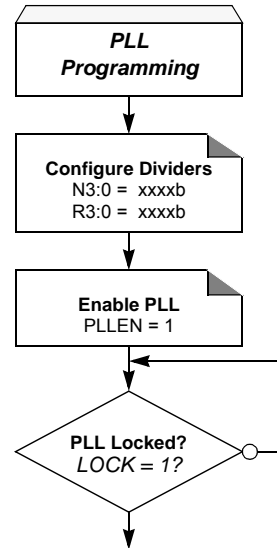 PLL
Programming
Configure Dividers
N3:0 = xxxxb
R3:0 = xxxxb
Enable PLL
PLLEN = 1
PLL Locked?
LOCK = 1?